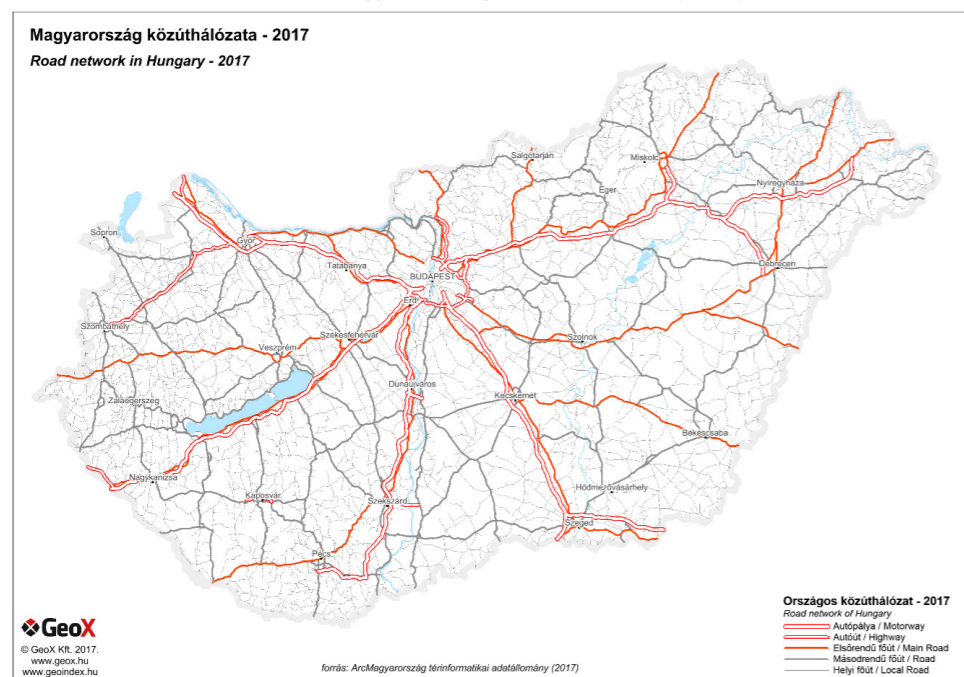 Magyarország közúthálózata - 2017
Road network in Hungary - 2017
Salgótarján
Miskolc
Eger
Nyíregyháza
Sopron
Győr
Tatabánya
BUDAPEST
Debrecen
Érd
Szombathely
Székesfehérvár
Szolnok
Veszprém
Dunaújváros
Kecskemét
Zalaegerszeg
Békéscsaba
Nagykanizsa
Kaposvár
Hódmezővásárhely
Szekszárd
Szeged
Pécs
Országos közúthálózat - 2017
Road network of Hungary
Autópálya / Motorway
Autóút / Highway
Elsőrendű főút / Main Road
Másodrendű főút / Road
Helyi főút / Local Road
GeoX
© GeoX Kft. 2017.
www.geox.hu
www.geoindex.hu
forrás: ArcMagyarország térinformatikai adatállomány (2017)